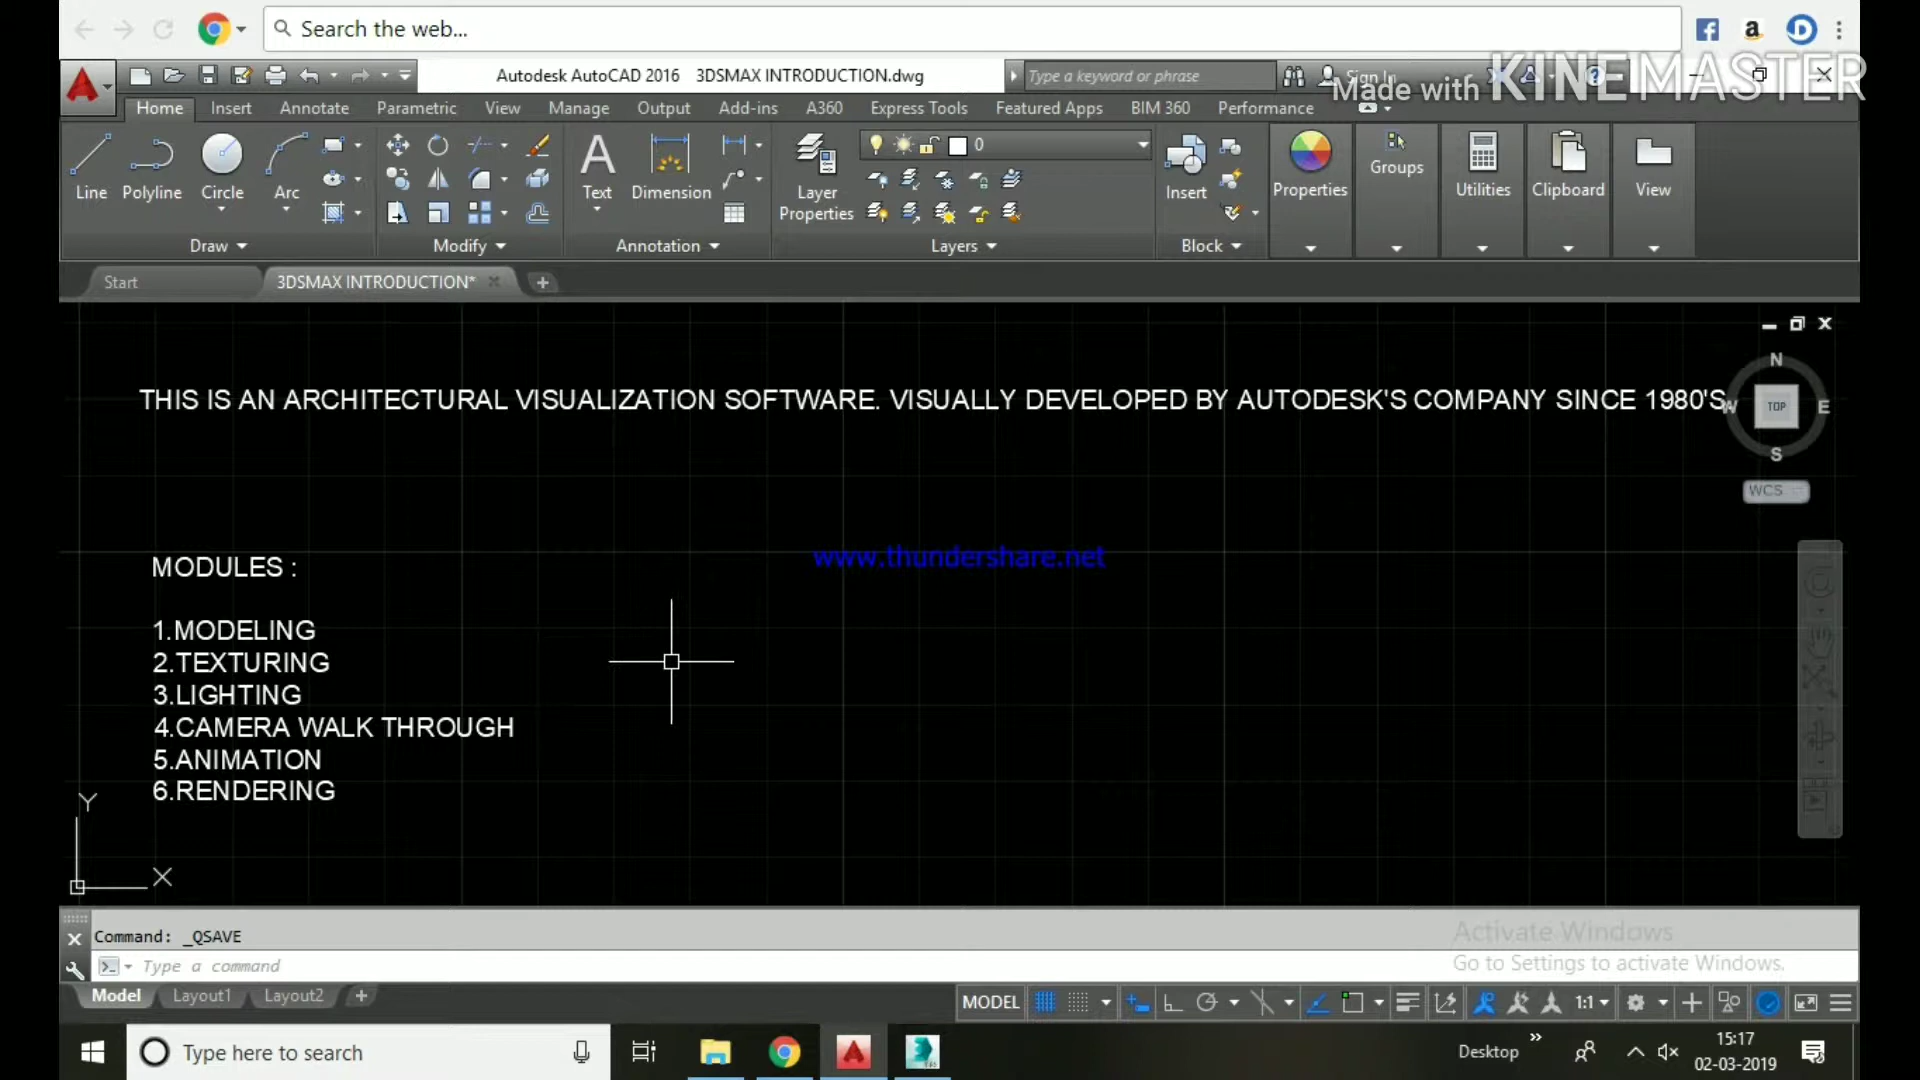 Search the web...
Autodesk AutoCAD 2016 3DSMAX INTRODUCTION.dwg
Type a keyword or phrase
Sign In
Made with KINEMASTER
Home Insert Annotate Parametric View Manage Output Add-ins A360 Express Tools Featured Apps BIM 360 Performance
0
Line Polyline Circle Arc
Text Dimension
Layer Properties
Insert
Properties
Groups
Utilities
Clipboard
View
Draw Modify Annotation Layers Block
Start 3DSMAX INTRODUCTION*
THIS IS AN ARCHITECTURAL VISUALIZATION SOFTWARE. VISUALLY DEVELOPED BY AUTODESK'S COMPANY SINCE 1980'S
N
W TOP E
S
WCS
www.thundershare.net
MODULES :
1.MODELING
2.TEXTURING
3.LIGHTING
4.CAMERA WALK THROUGH
5.ANIMATION
6.RENDERING
Y
X
Command: _QSAVE
Type a command
Activate Windows
Go to Settings to activate Windows.
Model Layout1 Layout2
MODEL 1:1
Type here to search
Desktop
15:17
02-03-2019